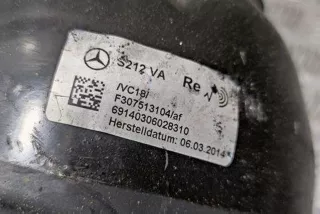 S212 VA Re
/VC18/
F307513104/af
69140306028310
Herstelldatum: 06.03.2014